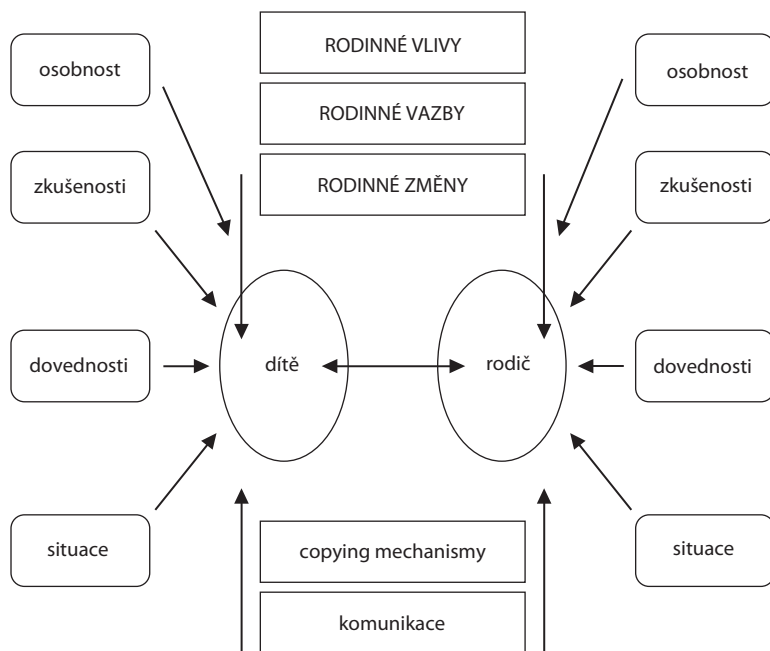 RODINNÉ VLIVY
osobnost
osobnost
RODINNÉ VAZBY
zkušenosti
RODINNÉ ZMĚNY
zkušenosti
dovednosti
dítě
rodič
dovednosti
situace
copying mechanismy
situace
komunikace